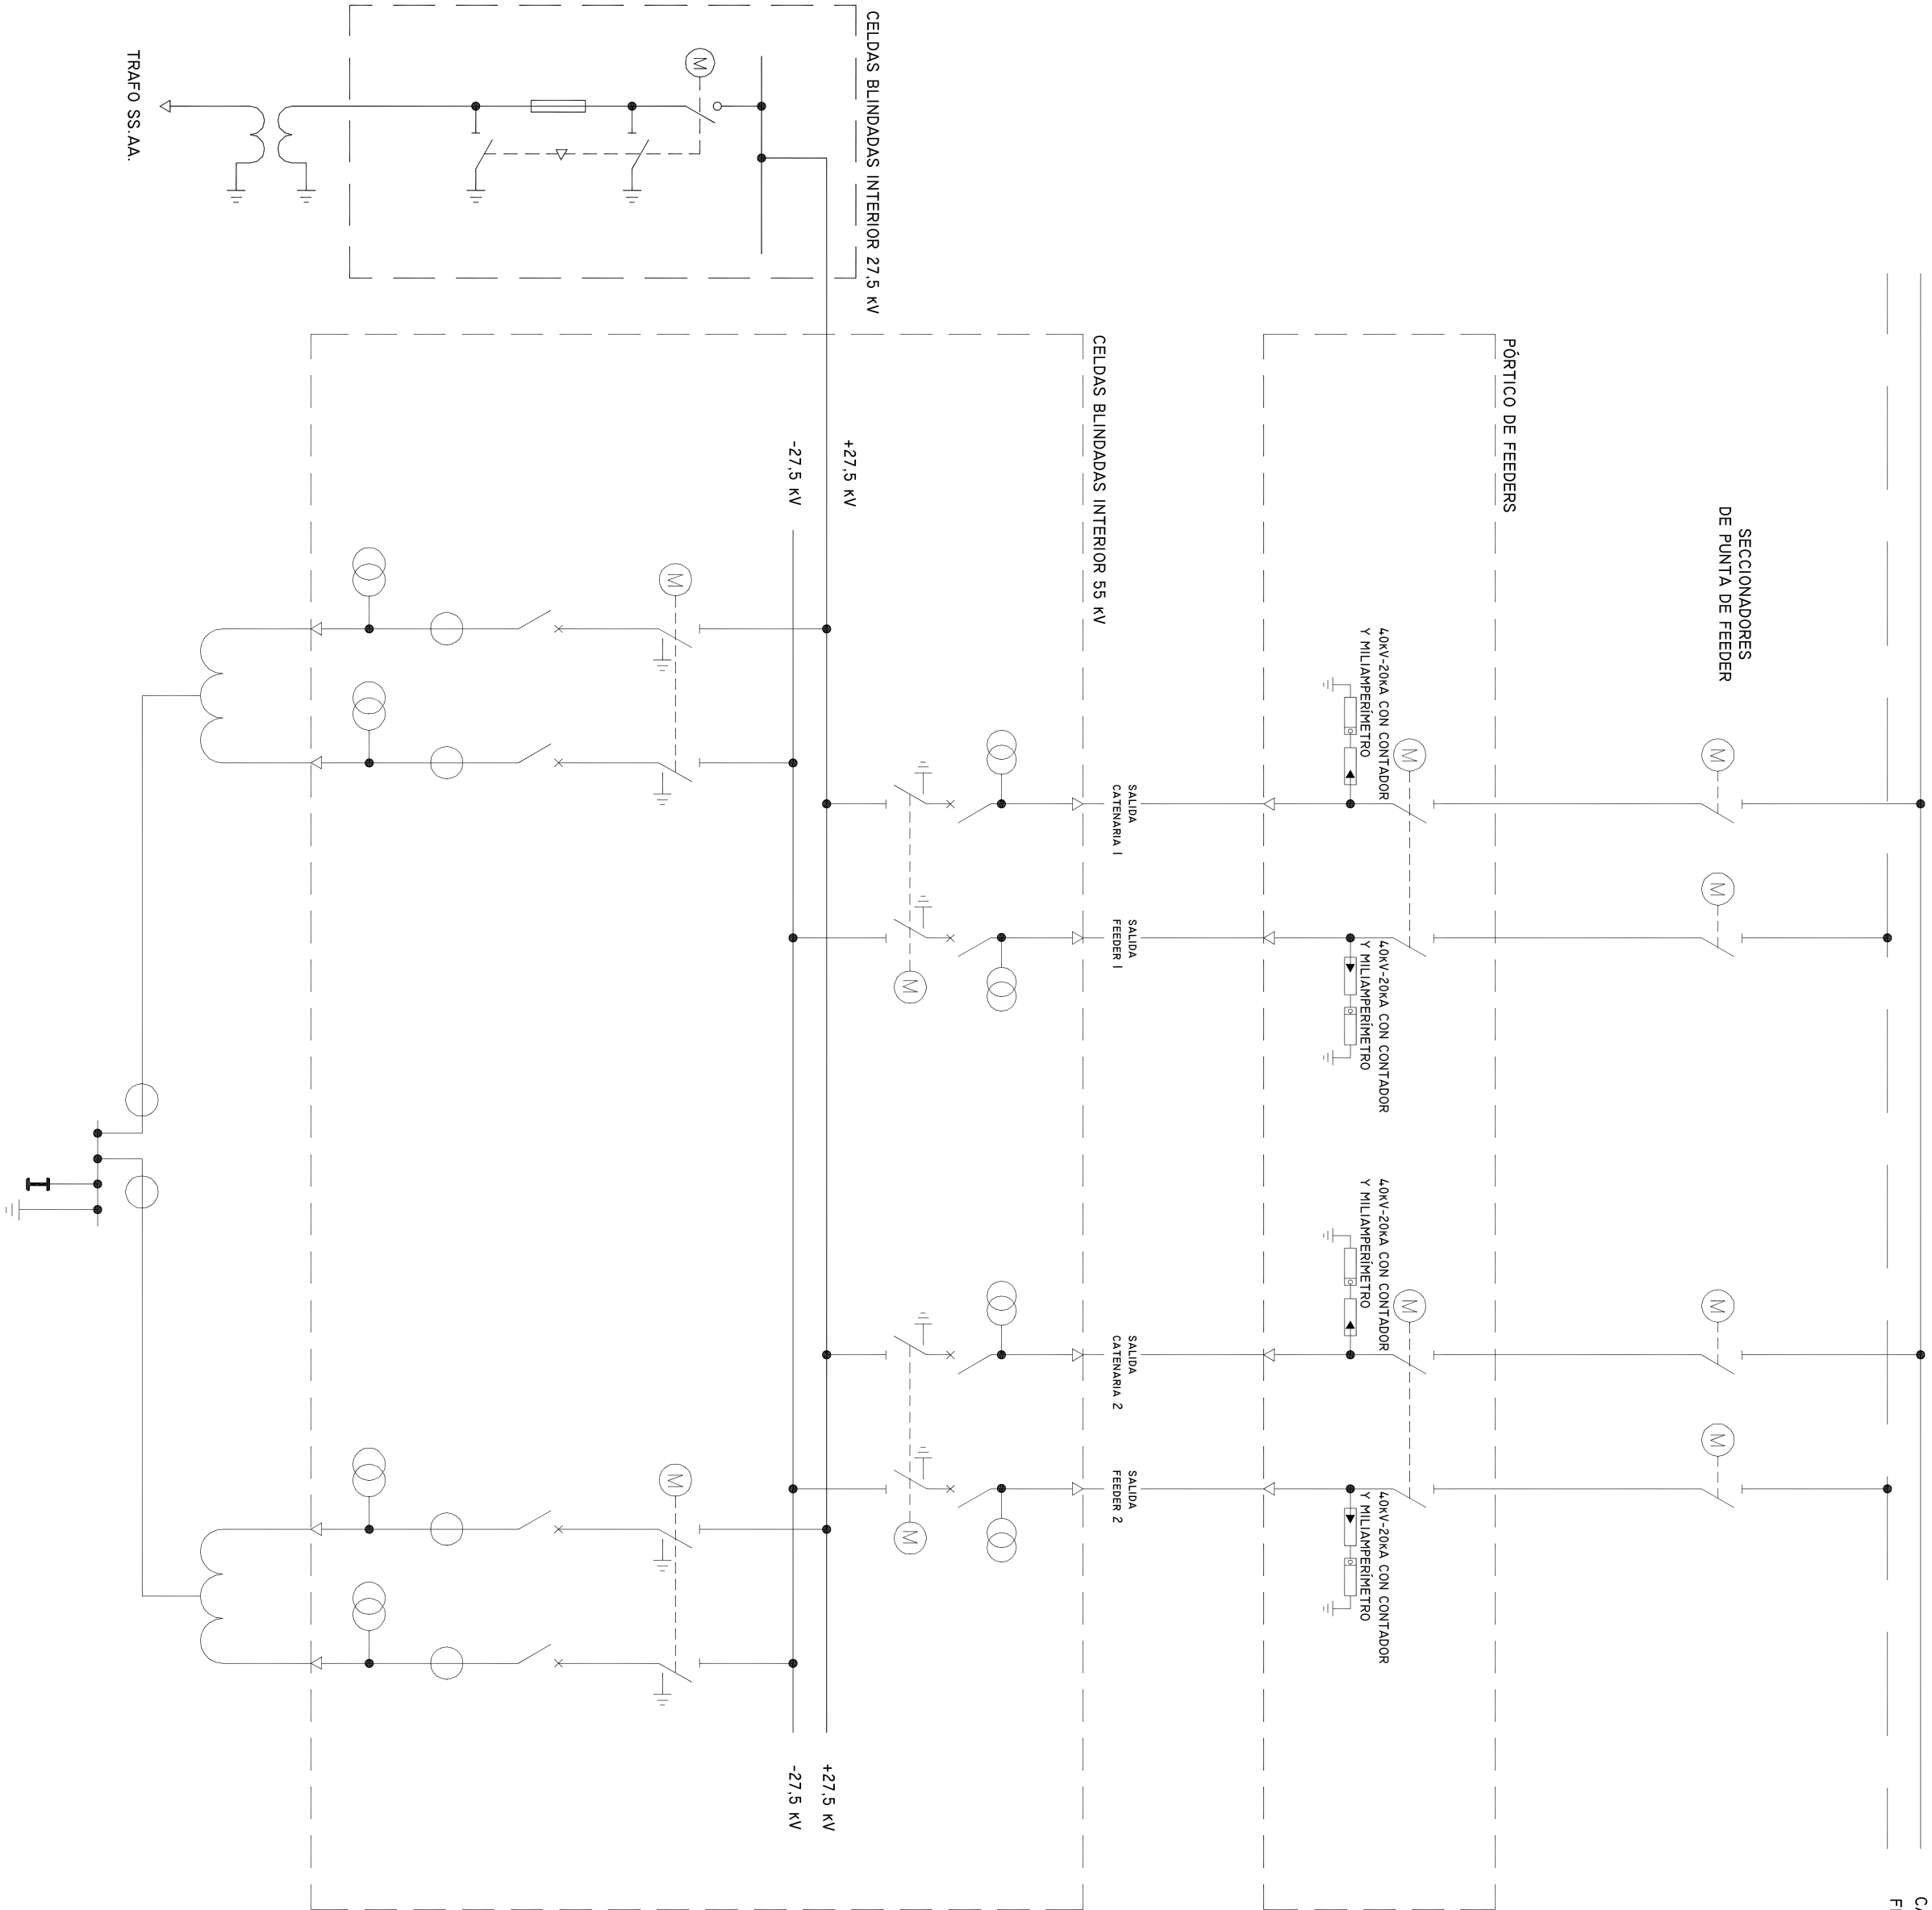 SECCIONADORES
DE PUNTA DE FEEDER
PÓRTICO DE FEEDERS
40KV-20KA CON CONTADOR
Y MILIAMPERÍMETRO
40KV-20KA CON CONTADOR
Y MILIAMPERÍMETRO
40KV-20KA CON CONTADOR
Y MILIAMPERÍMETRO
40KV-20KA CON CONTADOR
Y MILIAMPERÍMETRO
M
M
M
M
M
M
SALIDA
CATENARIA 1
SALIDA
FEEDER 1
SALIDA
CATENARIA 2
SALIDA
FEEDER 2
CELDAS BLINDADAS INTERIOR 55 KV
M
M
CELDAS BLINDADAS INTERIOR 27,5 KV
+27,5 KV
-27,5 KV
+27,5 KV
-27,5 KV
M
M
M
TRAFO SS.AA.